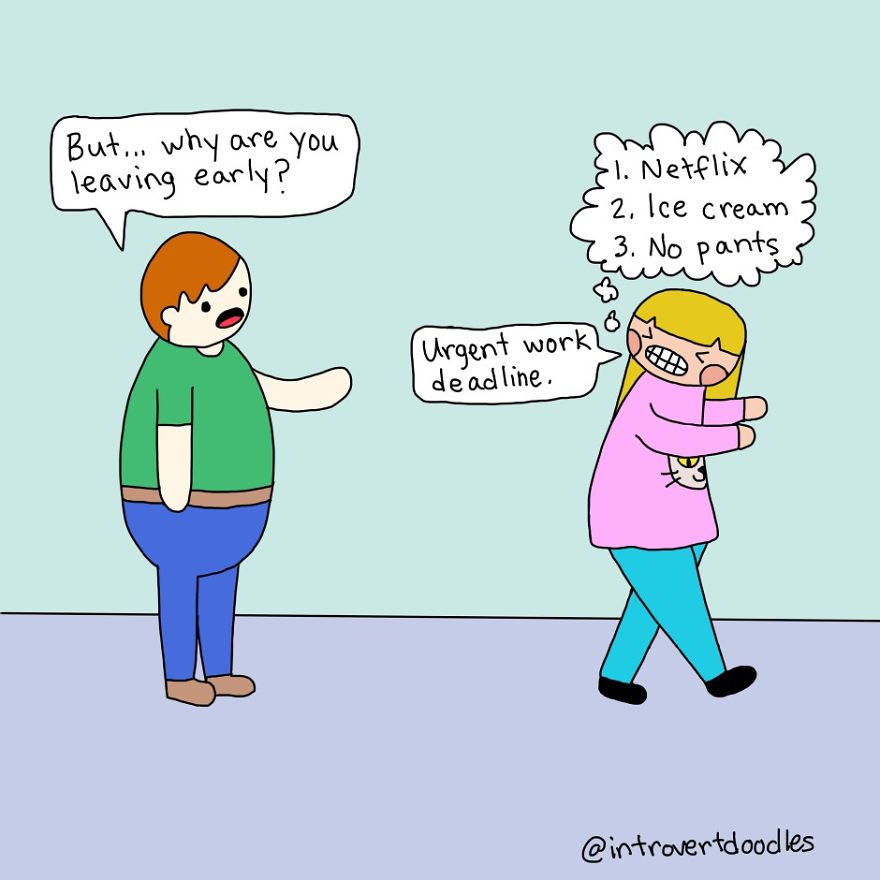 But... why are you
leaving early?
1. Netflix
2. Ice cream
3. No pants
Urgent work
deadline.
@introvertdoodles